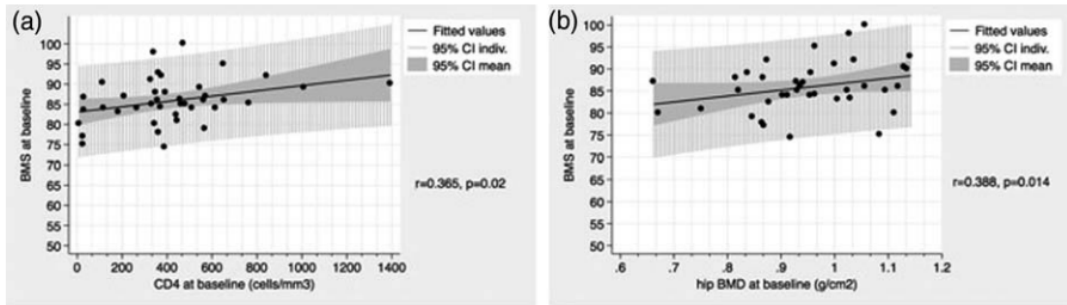 (a)
BMS at baseline
100
95
90
85
80
75
70
65
60
55
50
0 200 400 600 800 1000 1200 1400
CD4 at baseline (cells/mm3)
Fitted values
95% CI indiv.
95% CI mean
r=0.365, p=0.02
(b)
BMS at baseline
100
95
90
85
80
75
70
65
60
55
50
.6 .7 .8 .9 1 1.1 1.2
hip BMD at baseline (g/cm2)
Fitted values
95% CI indiv.
95% CI mean
r=0.388, p=0.014